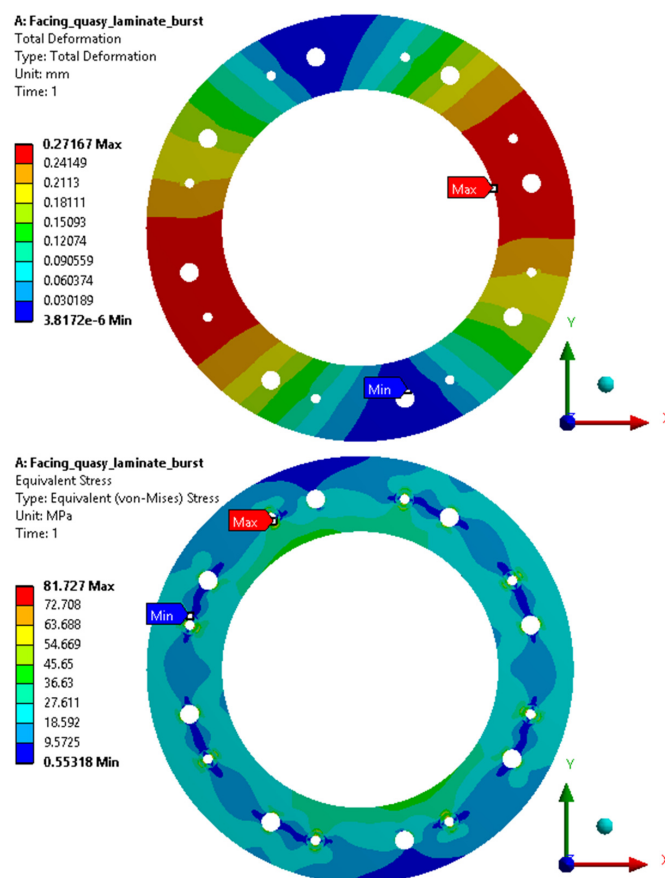 A: Facing_quasy_laminate_burst
Total Deformation
Type: Total Deformation
Unit: mm
Time: 1
0.27167 Max
0.24149
0.2113
0.18111
0.15093
0.12074
0.090559
0.060374
0.030189
3.8172e-6 Min
Max
Min
Y
X
A: Facing_quasy_laminate_burst
Equivalent Stress
Type: Equivalent (von-Mises) Stress
Unit: MPa
Time: 1
81.727 Max
72.708
63.688
54.669
45.65
36.63
27.611
18.592
9.5725
0.55318 Min
Max
Min
Y
X